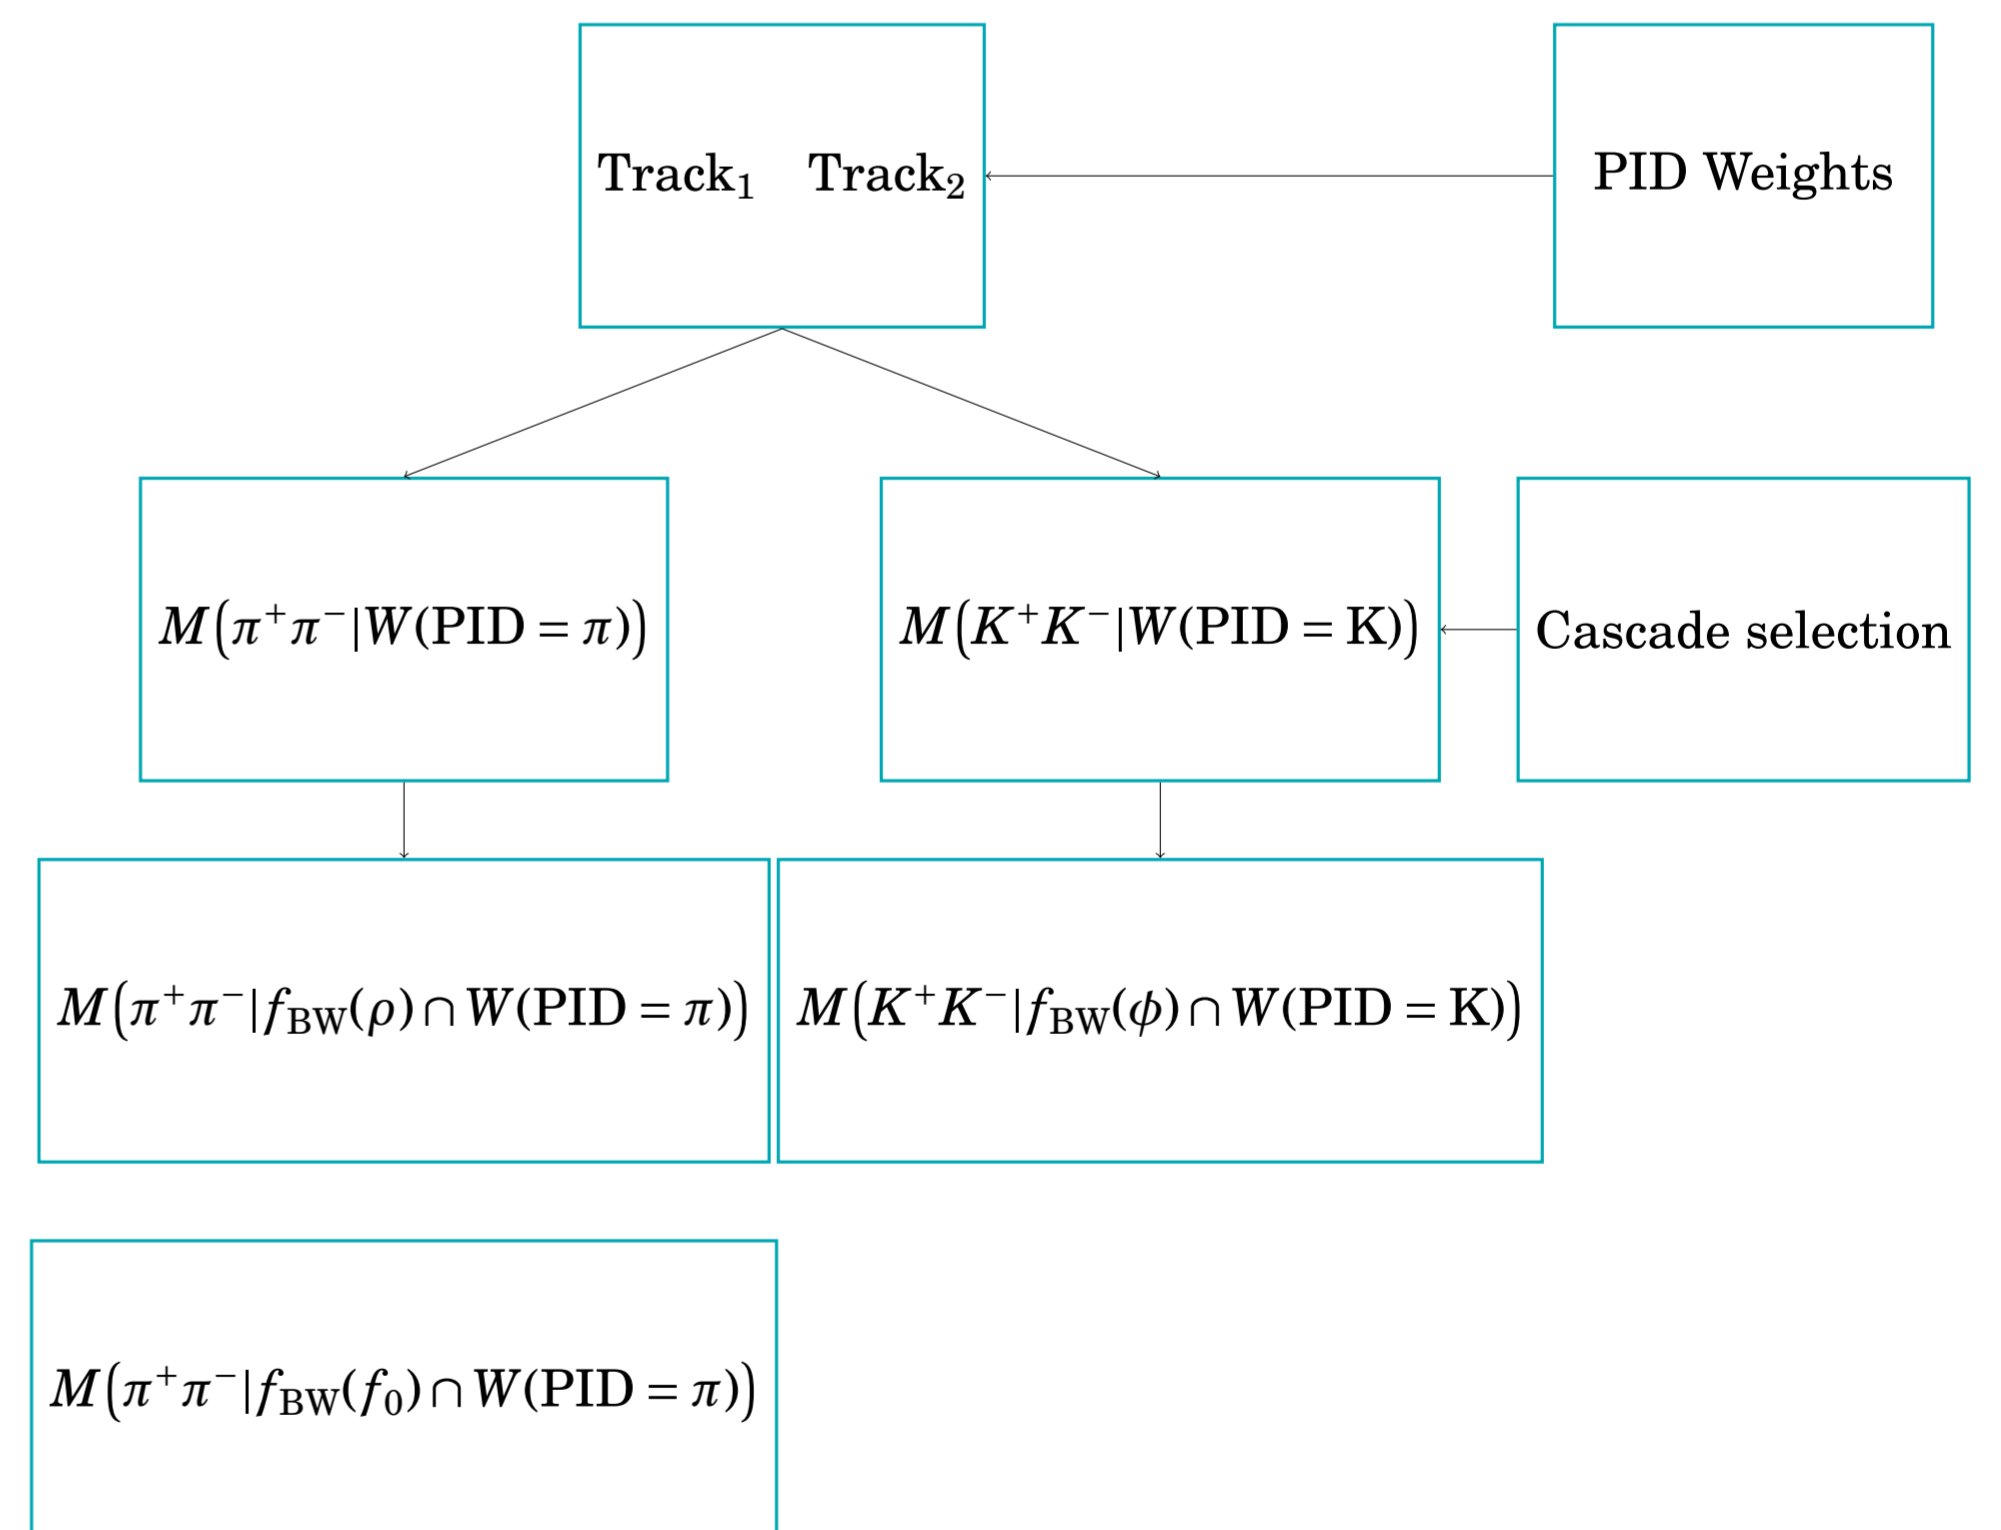 Track₁ Track₂
PID Weights
M(π⁺π⁻|W(PID = π))
M(K⁺K⁻|W(PID = K))
Cascade selection
M(π⁺π⁻|f_BW(ρ)∩W(PID = π))
M(K⁺K⁻|f_BW(ϕ)∩W(PID = K))
M(π⁺π⁻|f_BW(f₀)∩W(PID = π))